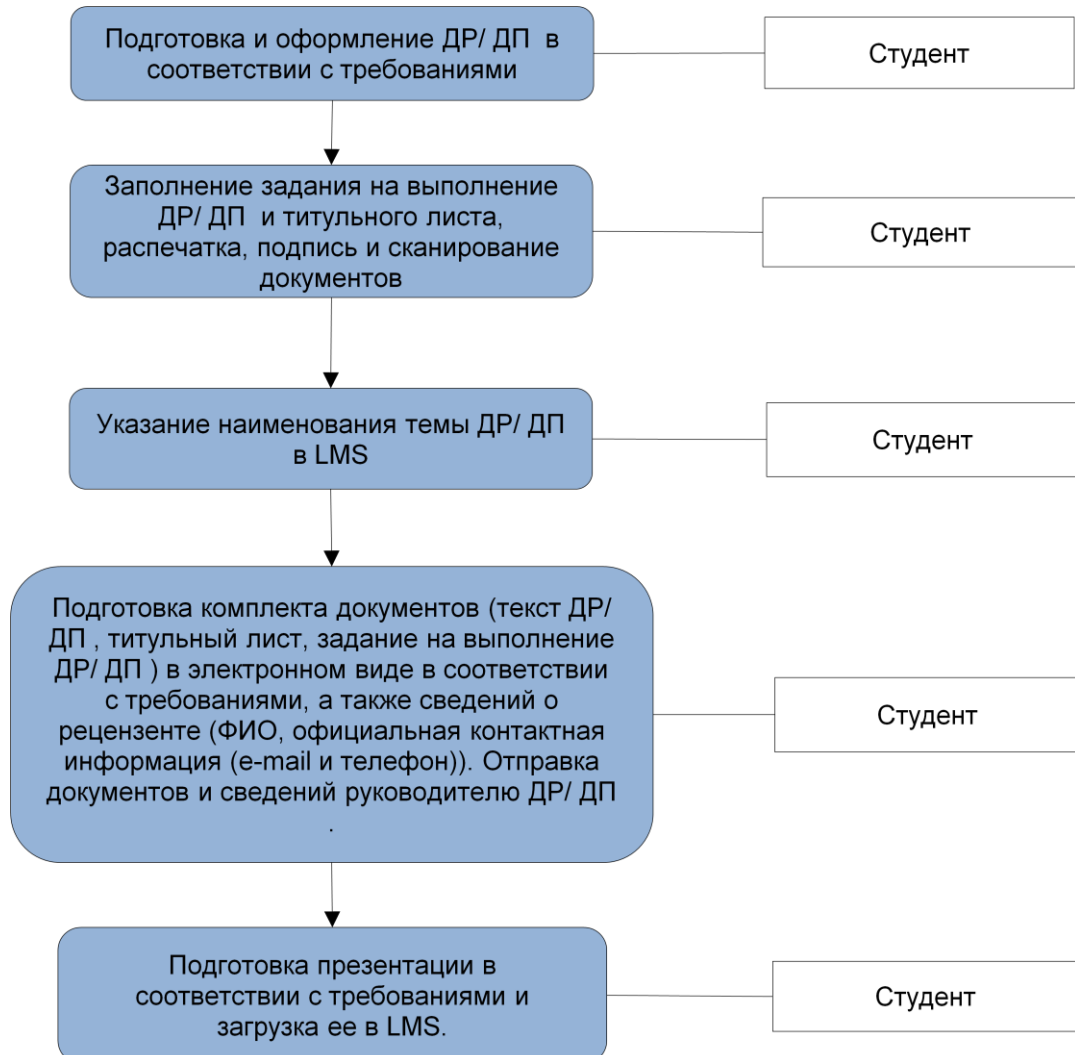 Подготовка и оформление ДР/ ДП в
соответствии с требованиями
Студент
Заполнение задания на выполнение
ДР/ ДП и титульного листа,
распечатка, подпись и сканирование
документов
Студент
Указание наименования темы ДР/ ДП
в LMS
Студент
Подготовка комплекта документов (текст ДР/
ДП , титульный лист, задание на выполнение
ДР/ ДП ) в электронном виде в соответствии
с требованиями, а также сведений о
рецензенте (ФИО, официальная контактная
информация (e-mail и телефон)). Отправка
документов и сведений руководителю ДР/ ДП
.
Студент
Подготовка презентации в
соответствии с требованиями и
загрузка ее в LMS.
Студент